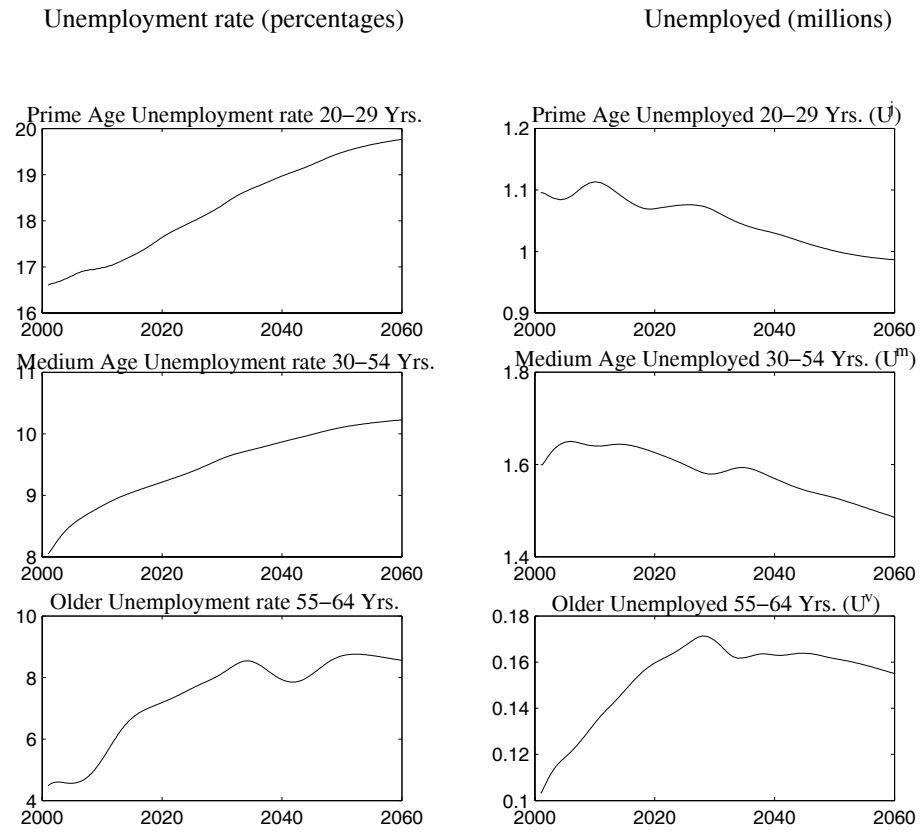 Unemployment rate (percentages)
Unemployed (millions)
Prime Age Unemployment rate 20−29 Yrs.
20
19
18
17
16
2000 2020 2040 2060
Prime Age Unemployed 20−29 Yrs. (U^j)
1.2
1.1
1
0.9
2000 2020 2040 2060
Medium Age Unemployment rate 30−54 Yrs.
11
10
9
8
2000 2020 2040 2060
Medium Age Unemployed 30−54 Yrs. (U^m)
1.8
1.6
1.4
2000 2020 2040 2060
Older Unemployment rate 55−64 Yrs.
10
8
6
4
2000 2020 2040 2060
Older Unemployed 55−64 Yrs. (U^v)
0.18
0.16
0.14
0.12
0.1
2000 2020 2040 2060